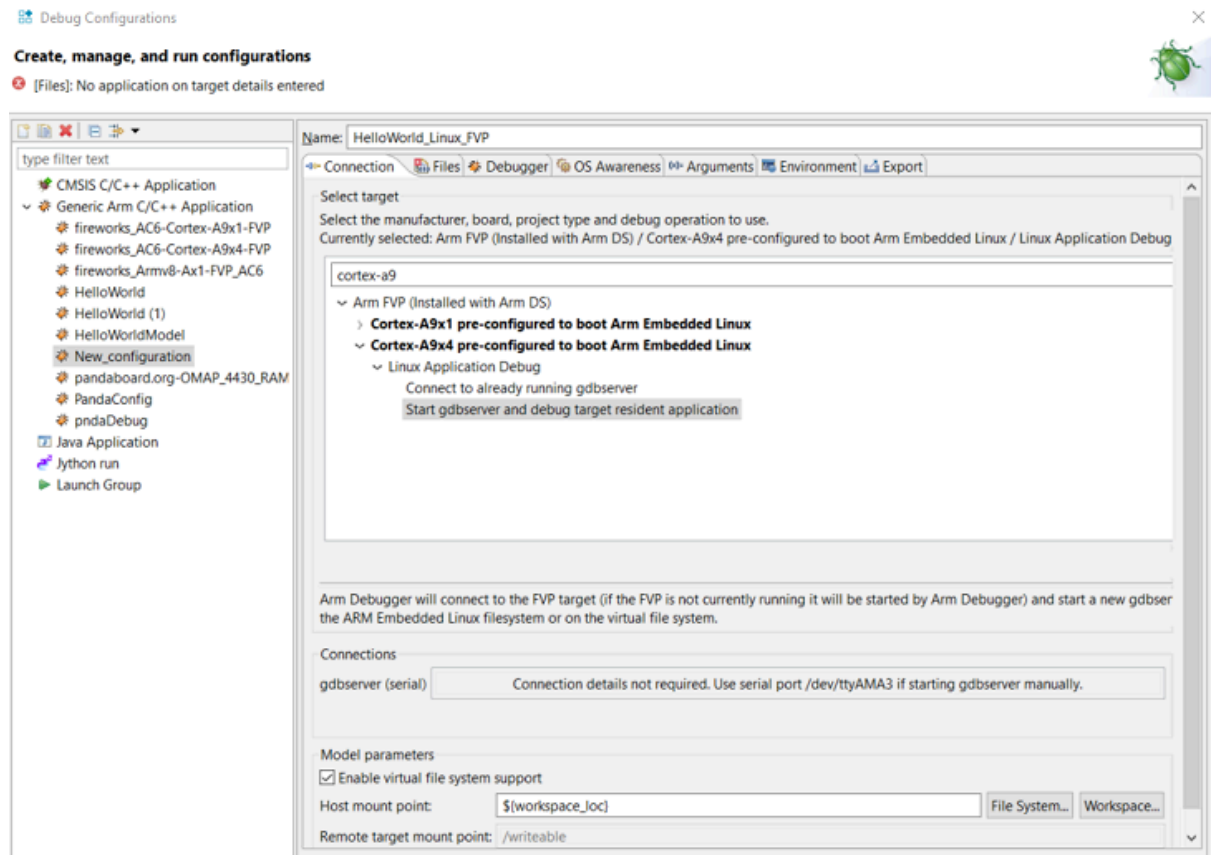 Debug Configurations
Create, manage, and run configurations
[Files]: No application on target details entered
type filter text
CMSIS C/C++ Application
Generic Arm C/C++ Application
fireworks_AC6-Cortex-A9x1-FVP
fireworks_AC6-Cortex-A9x4-FVP
fireworks_Armv8-Ax1-FVP_AC6
HelloWorld
HelloWorld (1)
HelloWorldModel
New_configuration
pandaboard.org-OMAP_4430_RAM
PandaConfig
pndaDebug
Java Application
Jython run
Launch Group
Name: HelloWorld_Linux_FVP
Connection Files Debugger OS Awareness Arguments Environment Export
Select target
Select the manufacturer, board, project type and debug operation to use.
Currently selected: Arm FVP (Installed with Arm DS) / Cortex-A9x4 pre-configured to boot Arm Embedded Linux / Linux Application Debug
cortex-a9
Arm FVP (Installed with Arm DS)
Cortex-A9x1 pre-configured to boot Arm Embedded Linux
Cortex-A9x4 pre-configured to boot Arm Embedded Linux
Linux Application Debug
Connect to already running gdbserver
Start gdbserver and debug target resident application
Arm Debugger will connect to the FVP target (if the FVP is not currently running it will be started by Arm Debugger) and start a new gdbser
the ARM Embedded Linux filesystem or on the virtual file system.
Connections
gdbserver (serial) Connection details not required. Use serial port /dev/ttyAMA3 if starting gdbserver manually.
Model parameters
Enable virtual file system support
Host mount point: ${workspace_loc} File System... Workspace...
Remote target mount point: /writeable